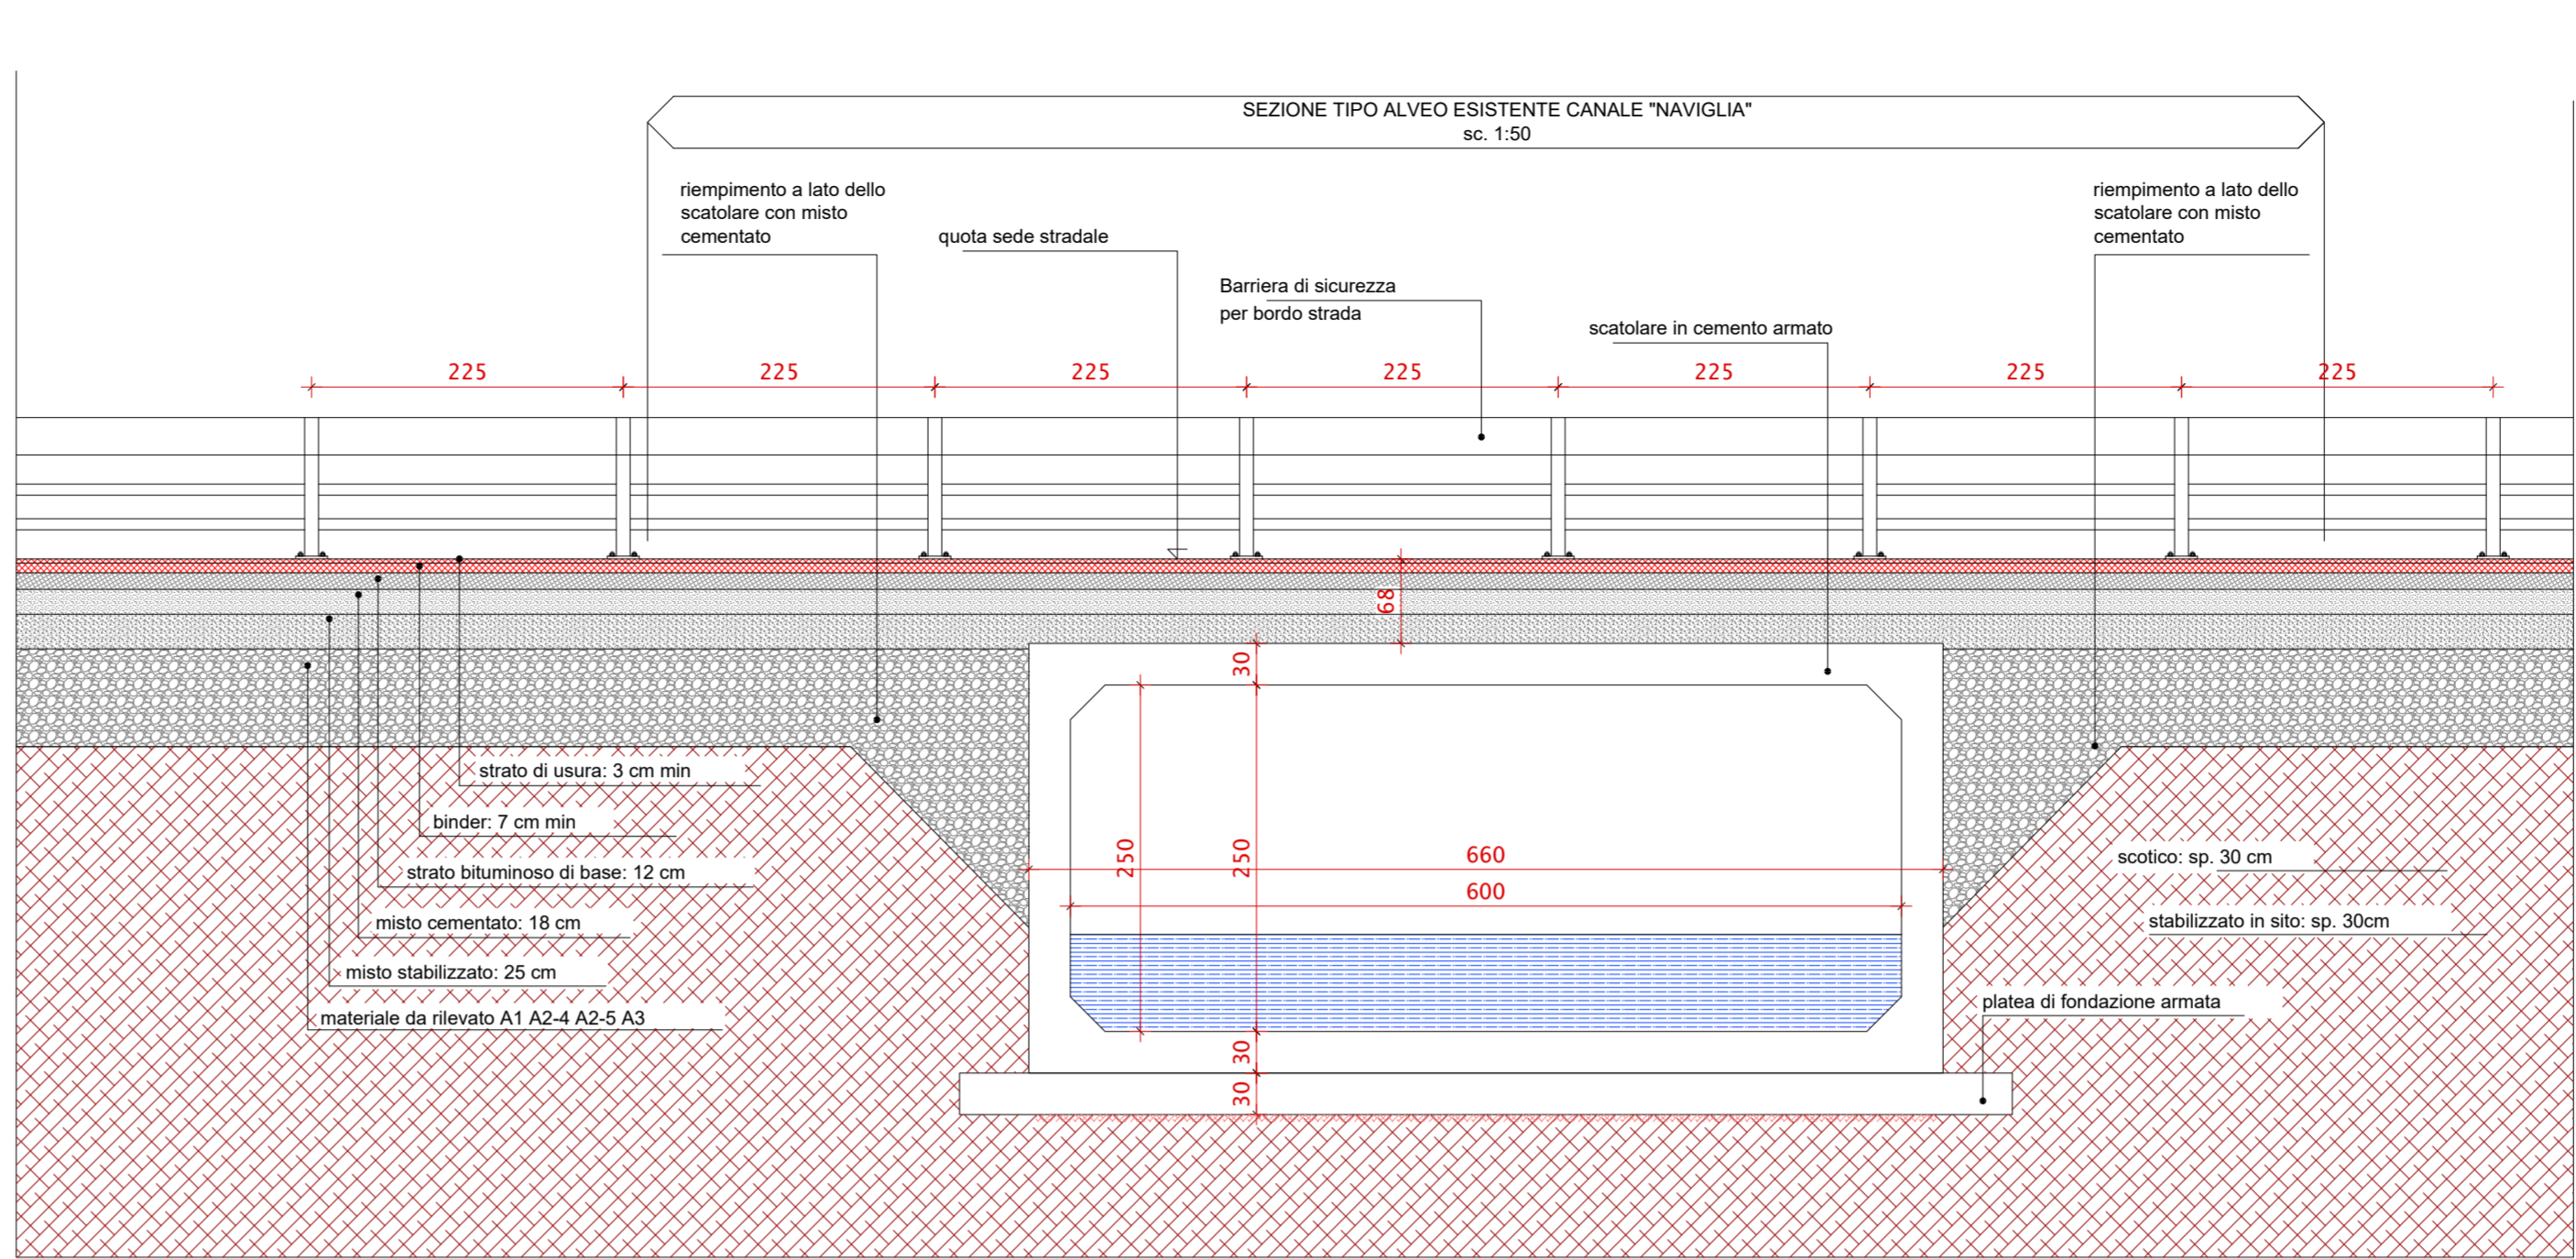 SEZIONE TIPO ALVEO ESISTENTE CANALE "NAVIGLIA"
sc. 1:50
riempimento a lato dello
scatolare con misto
cementato
quota sede stradale
Barriera di sicurezza
per bordo strada
scatolare in cemento armato
riempimento a lato dello
scatolare con misto
cementato
225 225 225 225 225 225 225
68
30
250
250
660
600
30
30
strato di usura: 3 cm min
binder: 7 cm min
strato bituminoso di base: 12 cm
misto cementato: 18 cm
misto stabilizzato: 25 cm
materiale da rilevato A1 A2-4 A2-5 A3
scotico: sp. 30 cm
stabilizzato in sito: sp. 30cm
platea di fondazione armata